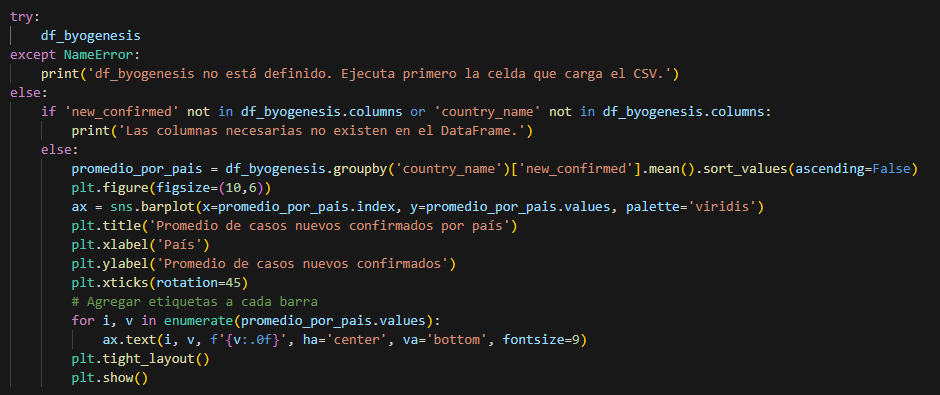 try:
    df_byogenesis
except NameError:
    print('df_byogenesis no está definido. Ejecuta primero la celda que carga el CSV.')
else:
    if 'new_confirmed' not in df_byogenesis.columns or 'country_name' not in df_byogenesis.columns:
        print('Las columnas necesarias no existen en el DataFrame.')
    else:
        promedio_por_pais = df_byogenesis.groupby('country_name')['new_confirmed'].mean().sort_values(ascending=False)
        plt.figure(figsize=(10,6))
        ax = sns.barplot(x=promedio_por_pais.index, y=promedio_por_pais.values, palette='viridis')
        plt.title('Promedio de casos nuevos confirmados por país')
        plt.xlabel('País')
        plt.ylabel('Promedio de casos nuevos confirmados')
        plt.xticks(rotation=45)
        # Agregar etiquetas a cada barra
        for i, v in enumerate(promedio_por_pais.values):
            ax.text(i, v, f'{v:.0f}', ha='center', va='bottom', fontsize=9)
        plt.tight_layout()
        plt.show()